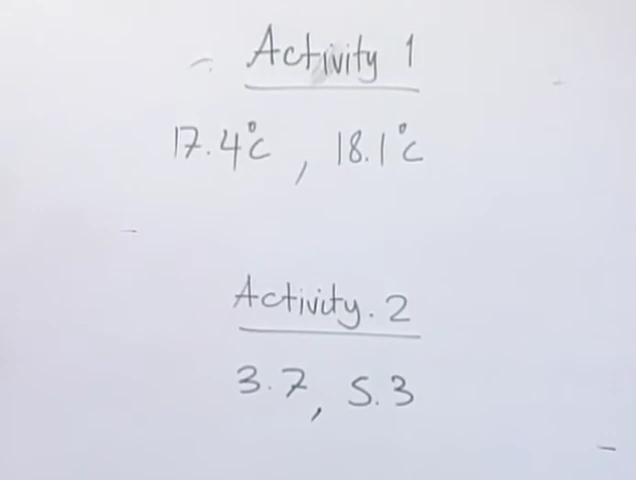 Activity 1
17.4°c , 18.1°c
Activity. 2
3.7, 5.3